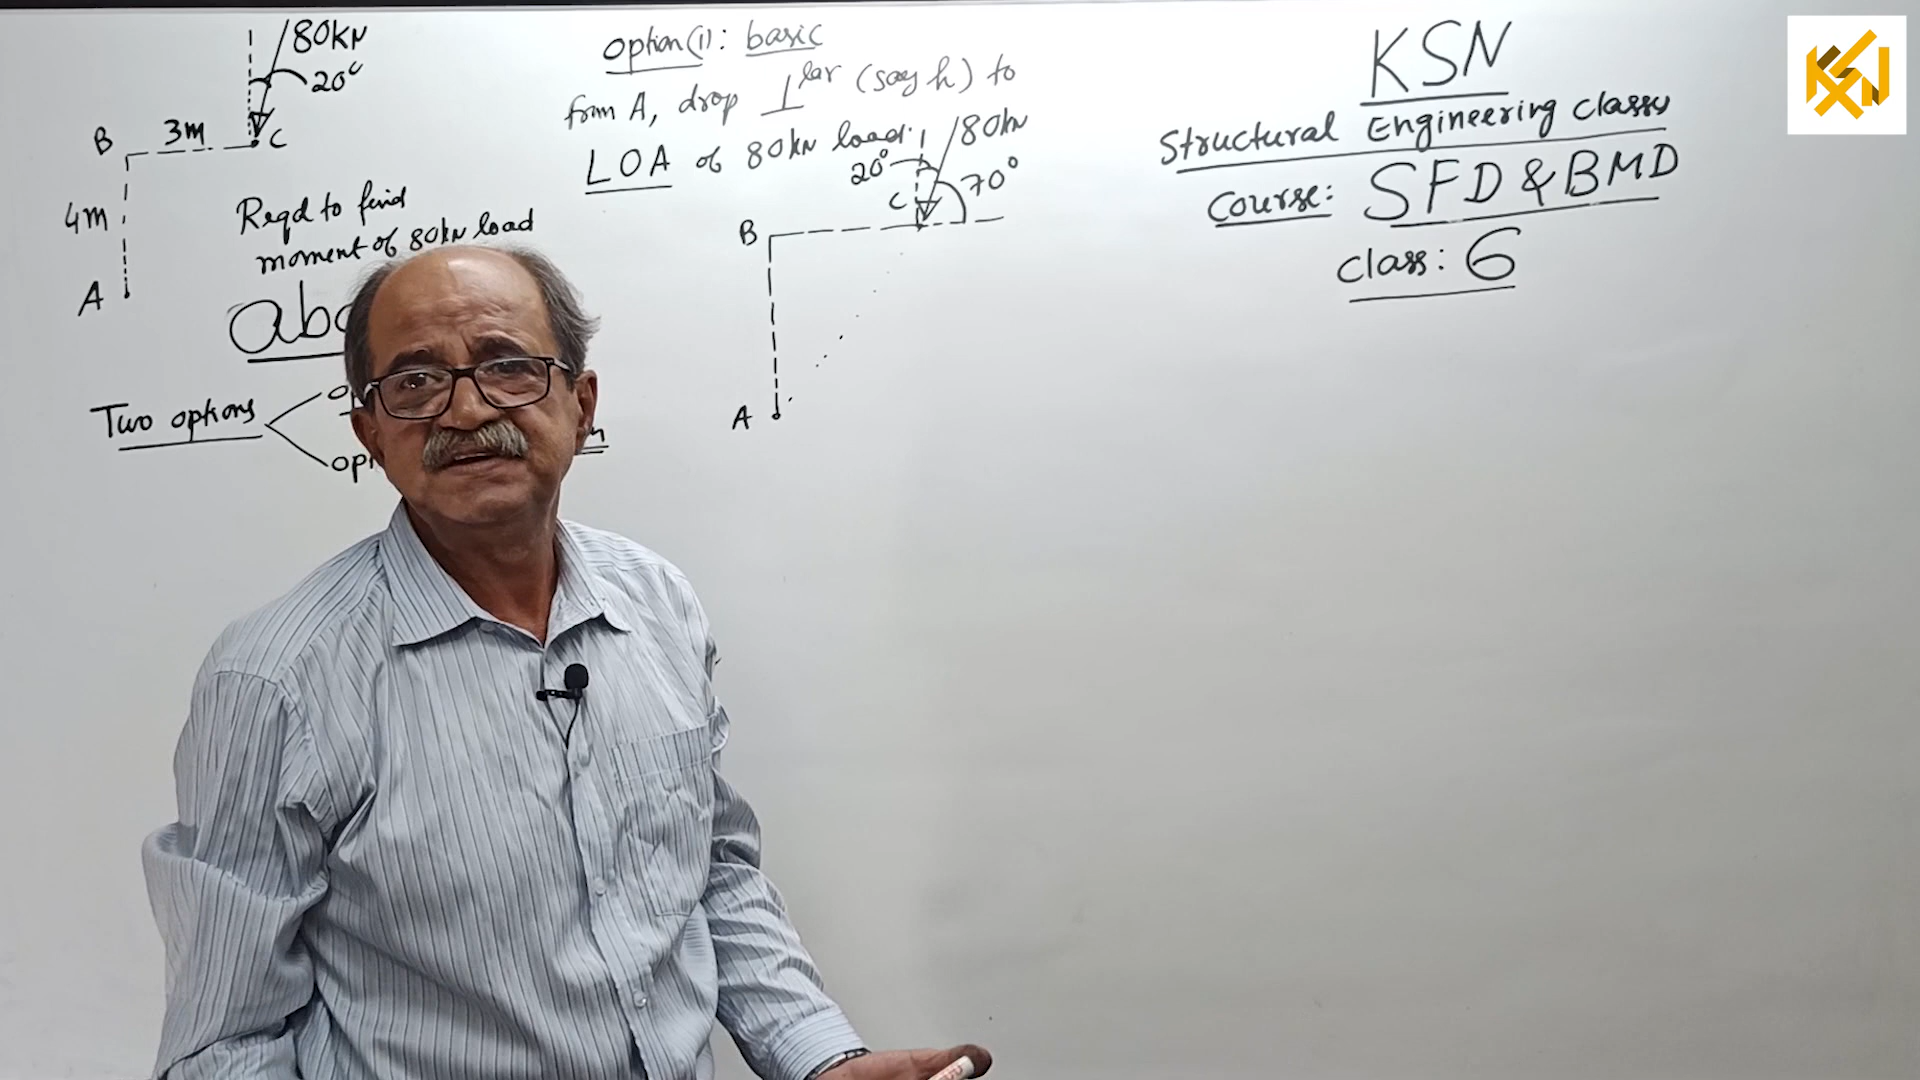 80kN
20°
B 3m C
4m
A
Reqd to find
moment of 80kN load
Two options
option(1): basic
from A, drop ⊥lar (say h) to
LOA of 80kN load:
80kN
20°
70°
C
B
A
KSN
Structural Engineering classes
course: SFD & BMD
class: 6
KSN